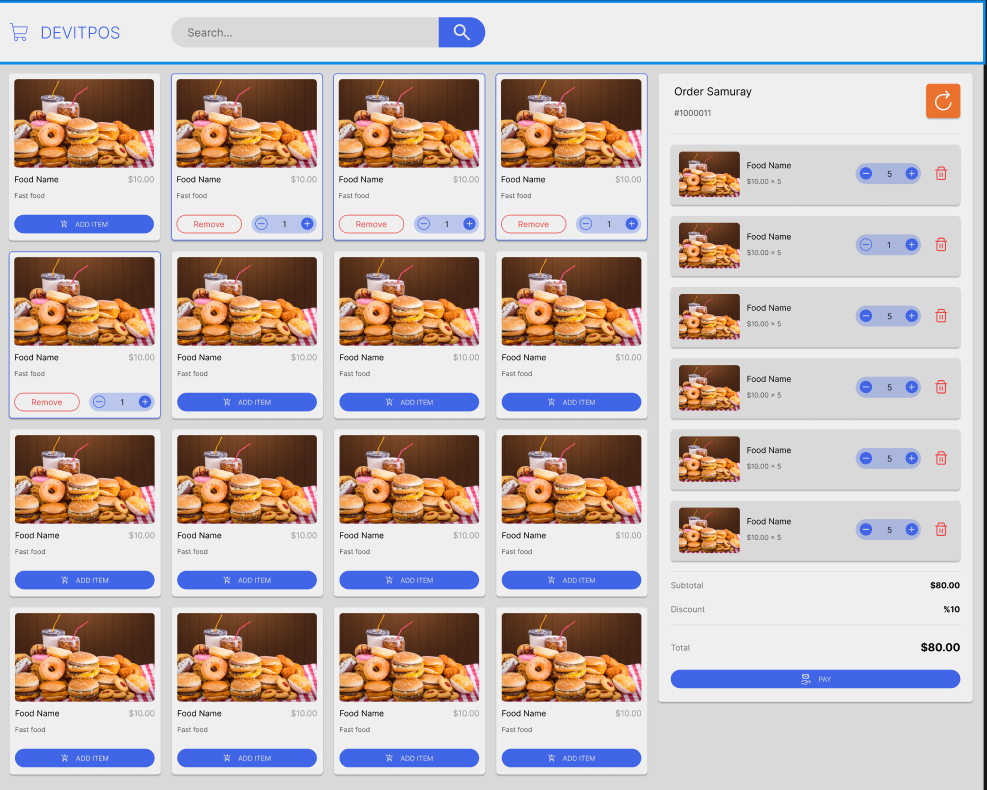 DEVITPOS
Search...
Food Name $10.00
Fast food
ADD ITEM
Food Name $10.00
Fast food
Remove 1
Food Name $10.00
Fast food
Remove 1
Food Name $10.00
Fast food
Remove 1
Food Name $10.00
Fast food
Remove 1
Food Name $10.00
Fast food
ADD ITEM
Food Name $10.00
Fast food
ADD ITEM
Food Name $10.00
Fast food
ADD ITEM
Food Name $10.00
Fast food
ADD ITEM
Food Name $10.00
Fast food
ADD ITEM
Food Name $10.00
Fast food
ADD ITEM
Food Name $10.00
Fast food
ADD ITEM
Food Name $10.00
Fast food
ADD ITEM
Food Name $10.00
Fast food
ADD ITEM
Food Name $10.00
Fast food
ADD ITEM
Food Name $10.00
Fast food
ADD ITEM
Order Samuray
#1000011
Food Name
$10.00 × 5
5
Food Name
$10.00 × 5
1
Food Name
$10.00 × 5
5
Food Name
$10.00 × 5
5
Food Name
$10.00 × 5
5
Food Name
$10.00 × 5
5
Subtotal $80.00
Discount %10
Total $80.00
PAY